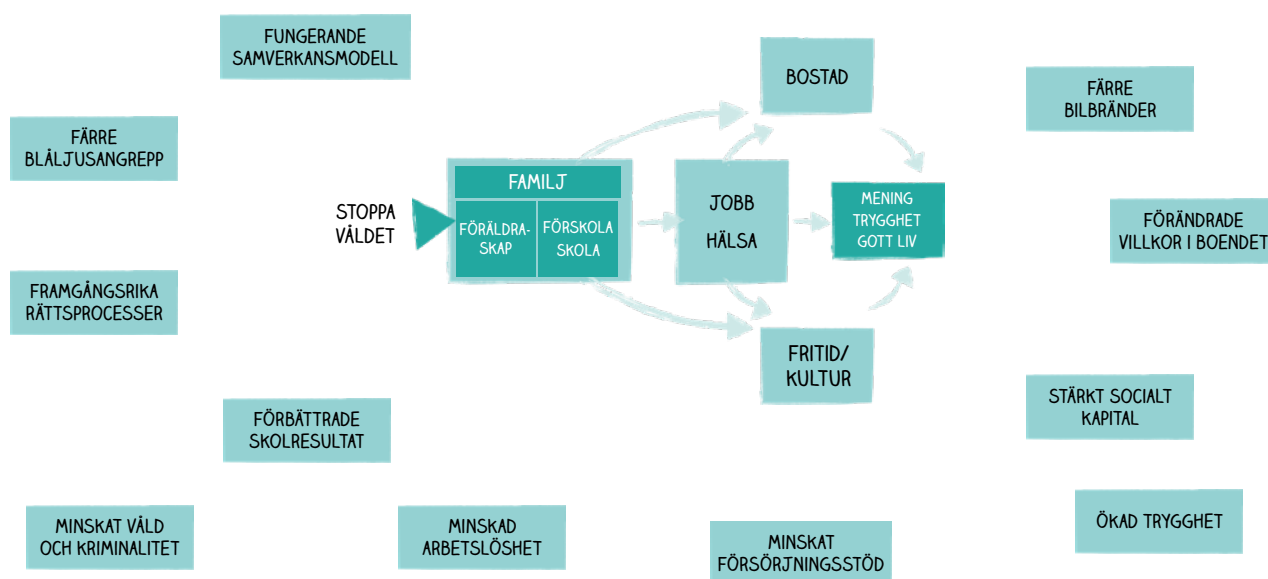 FUNGERANDE
SAMVERKANSMODELL
BOSTAD
FÄRRE
BILBRÄNDER
FÄRRE
BLÅLJUSANGREPP
FAMILJ
STOPPA
VÅLDET
FÖRÄLDRA-
SKAP
FÖRSKOLA
SKOLA
JOBB
HÄLSA
MENING
TRYGGHET
GOTT LIV
FÖRÄNDRADE
VILLKOR I BOENDET
FRAMGÅNGSRIKA
RÄTTSPROCESSER
FRITID/
KULTUR
STÄRKT SOCIALT
KAPITAL
FÖRBÄTTRADE
SKOLRESULTAT
MINSKAT VÅLD
OCH KRIMINALITET
MINSKAD
ARBETSLÖSHET
MINSKAT
FÖRSÖRJNINGSSTÖD
ÖKAD TRYGGHET